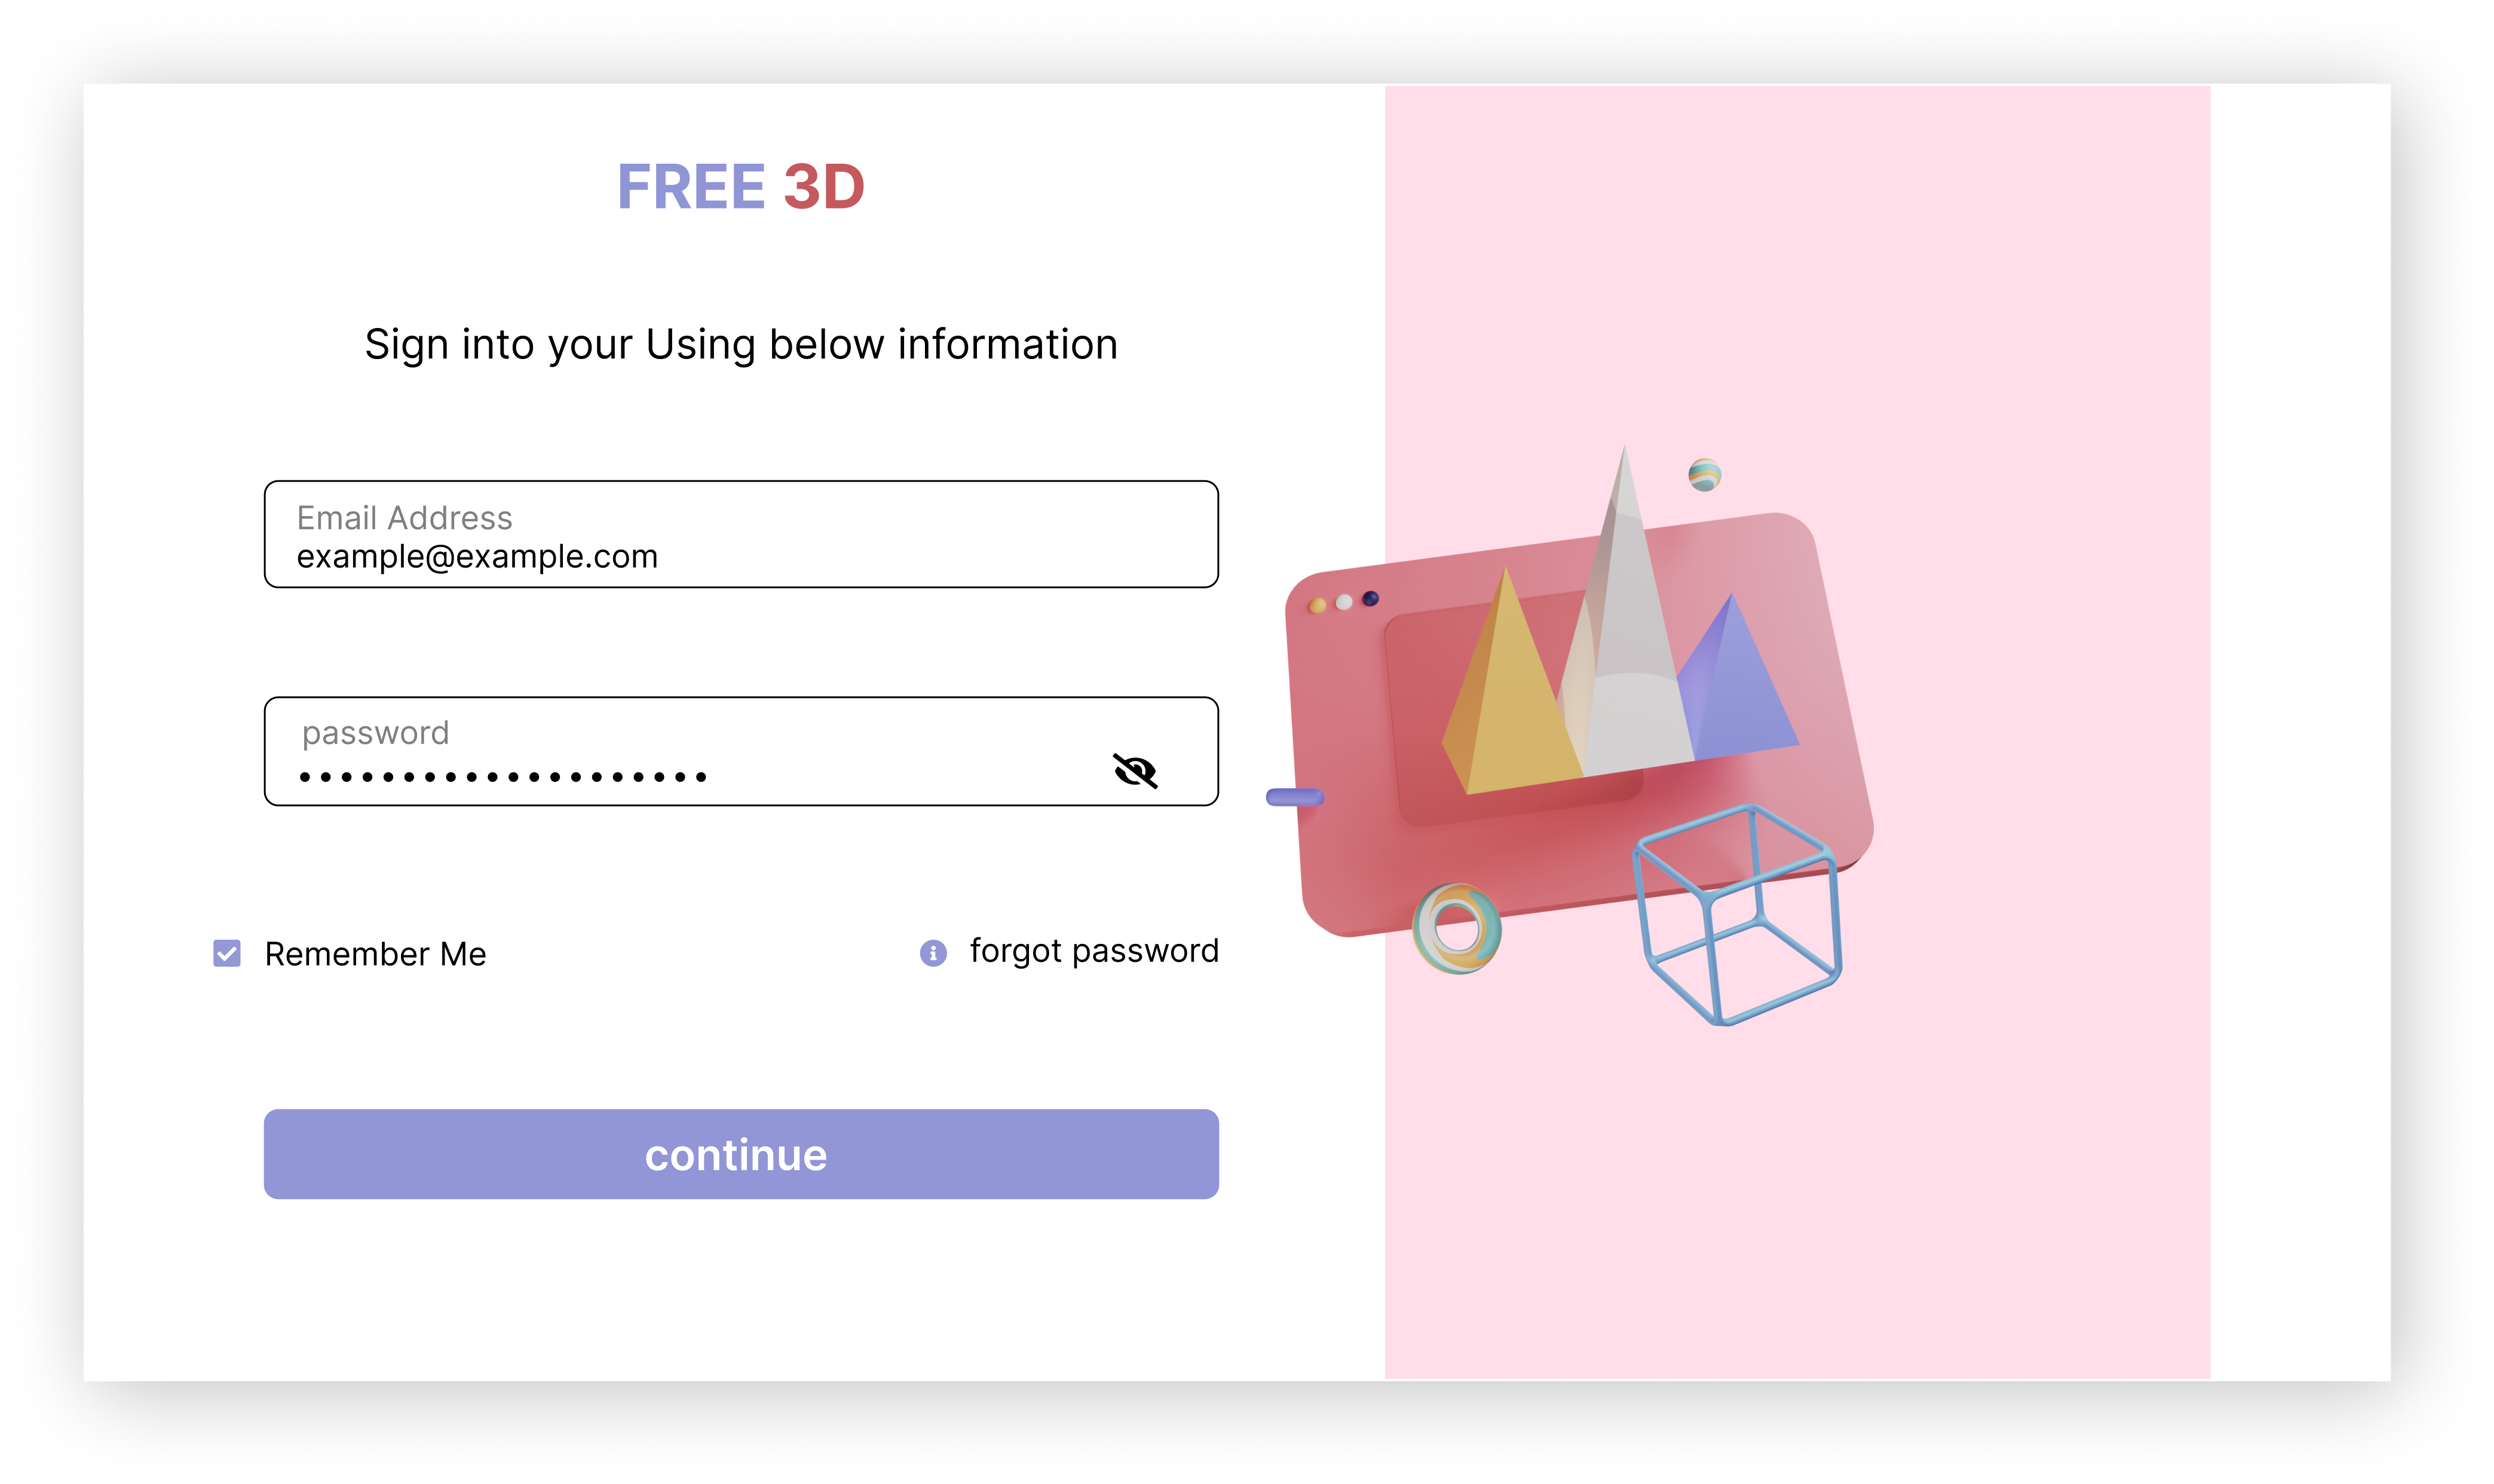 FREE 3D
Sign into your Using below information
Email Address
example@example.com
password
Remember Me
forgot password
continue